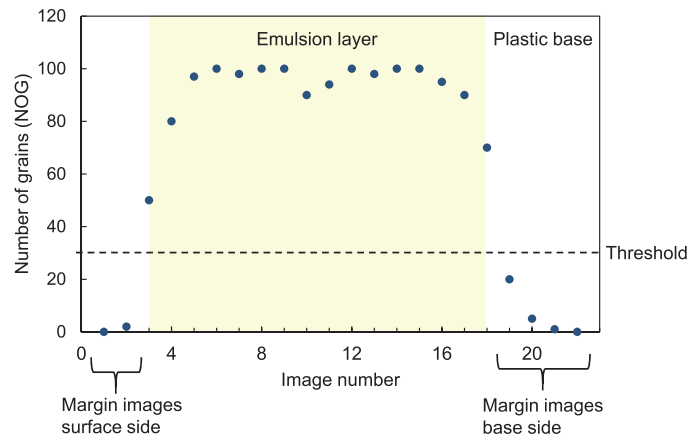 120
100
80
60
40
20
0
Number of grains (NOG)
Emulsion layer
Plastic base
Threshold
0 4 8 12 16 20
Image number
Margin images
surface side
Margin images
base side